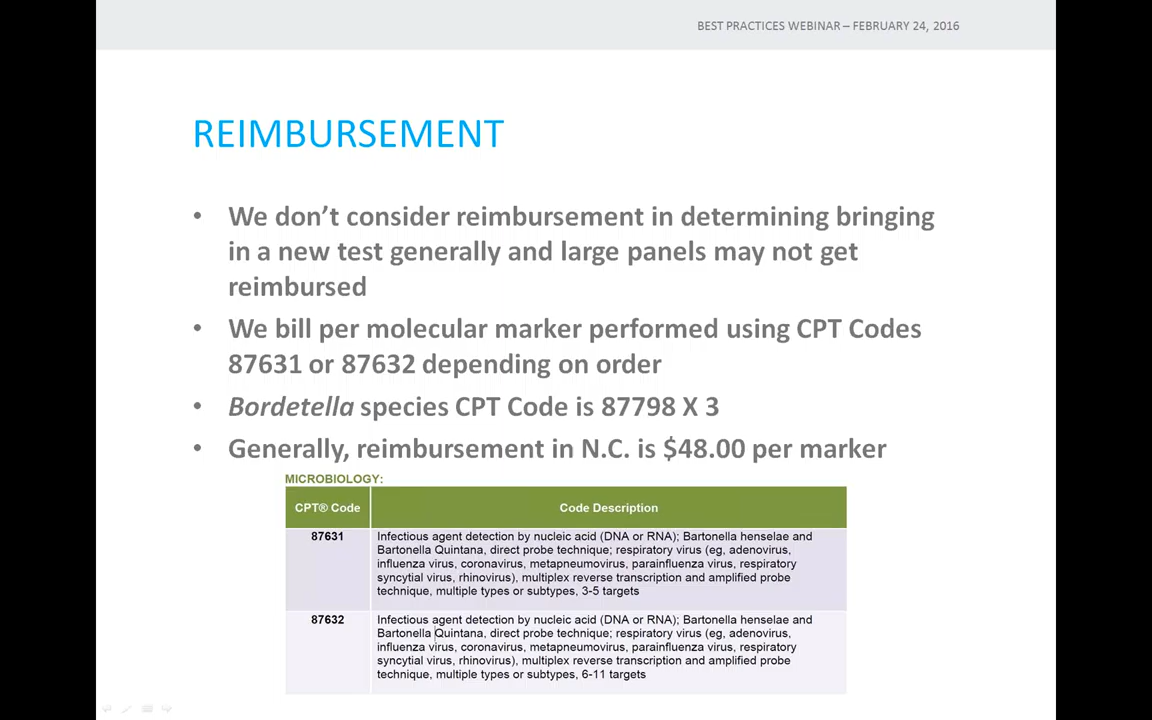 BEST PRACTICES WEBINAR – FEBRUARY 24, 2016
REIMBURSEMENT
• We don’t consider reimbursement in determining bringing
in a new test generally and large panels may not get
reimbursed
• We bill per molecular marker performed using CPT Codes
87631 or 87632 depending on order
• Bordetella species CPT Code is 87798 X 3
• Generally, reimbursement in N.C. is $48.00 per marker
MICROBIOLOGY:
CPT® Code Code Description
87631 Infectious agent detection by nucleic acid (DNA or RNA); Bartonella henselae and
Bartonella Quintana, direct probe technique; respiratory virus (eg, adenovirus,
influenza virus, coronavirus, metapneumovirus, parainfluenza virus, respiratory
syncytial virus, rhinovirus), multiplex reverse transcription and amplified probe
technique, multiple types or subtypes, 3-5 targets
87632 Infectious agent detection by nucleic acid (DNA or RNA); Bartonella henselae and
Bartonella Quintana, direct probe technique; respiratory virus (eg, adenovirus,
influenza virus, coronavirus, metapneumovirus, parainfluenza virus, respiratory
syncytial virus, rhinovirus), multiplex reverse transcription and amplified probe
technique, multiple types or subtypes, 6-11 targets